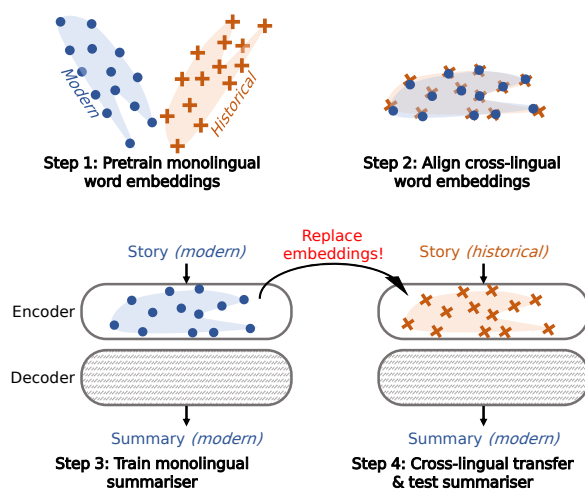 Modern
Historical
Step 1: Pretrain monolingual
word embeddings
Step 2: Align cross-lingual
word embeddings
Story (modern)
Replace
embeddings!
Story (historical)
Encoder
Decoder
Summary (modern)
Summary (modern)
Step 3: Train monolingual
summariser
Step 4: Cross-lingual transfer
& test summariser